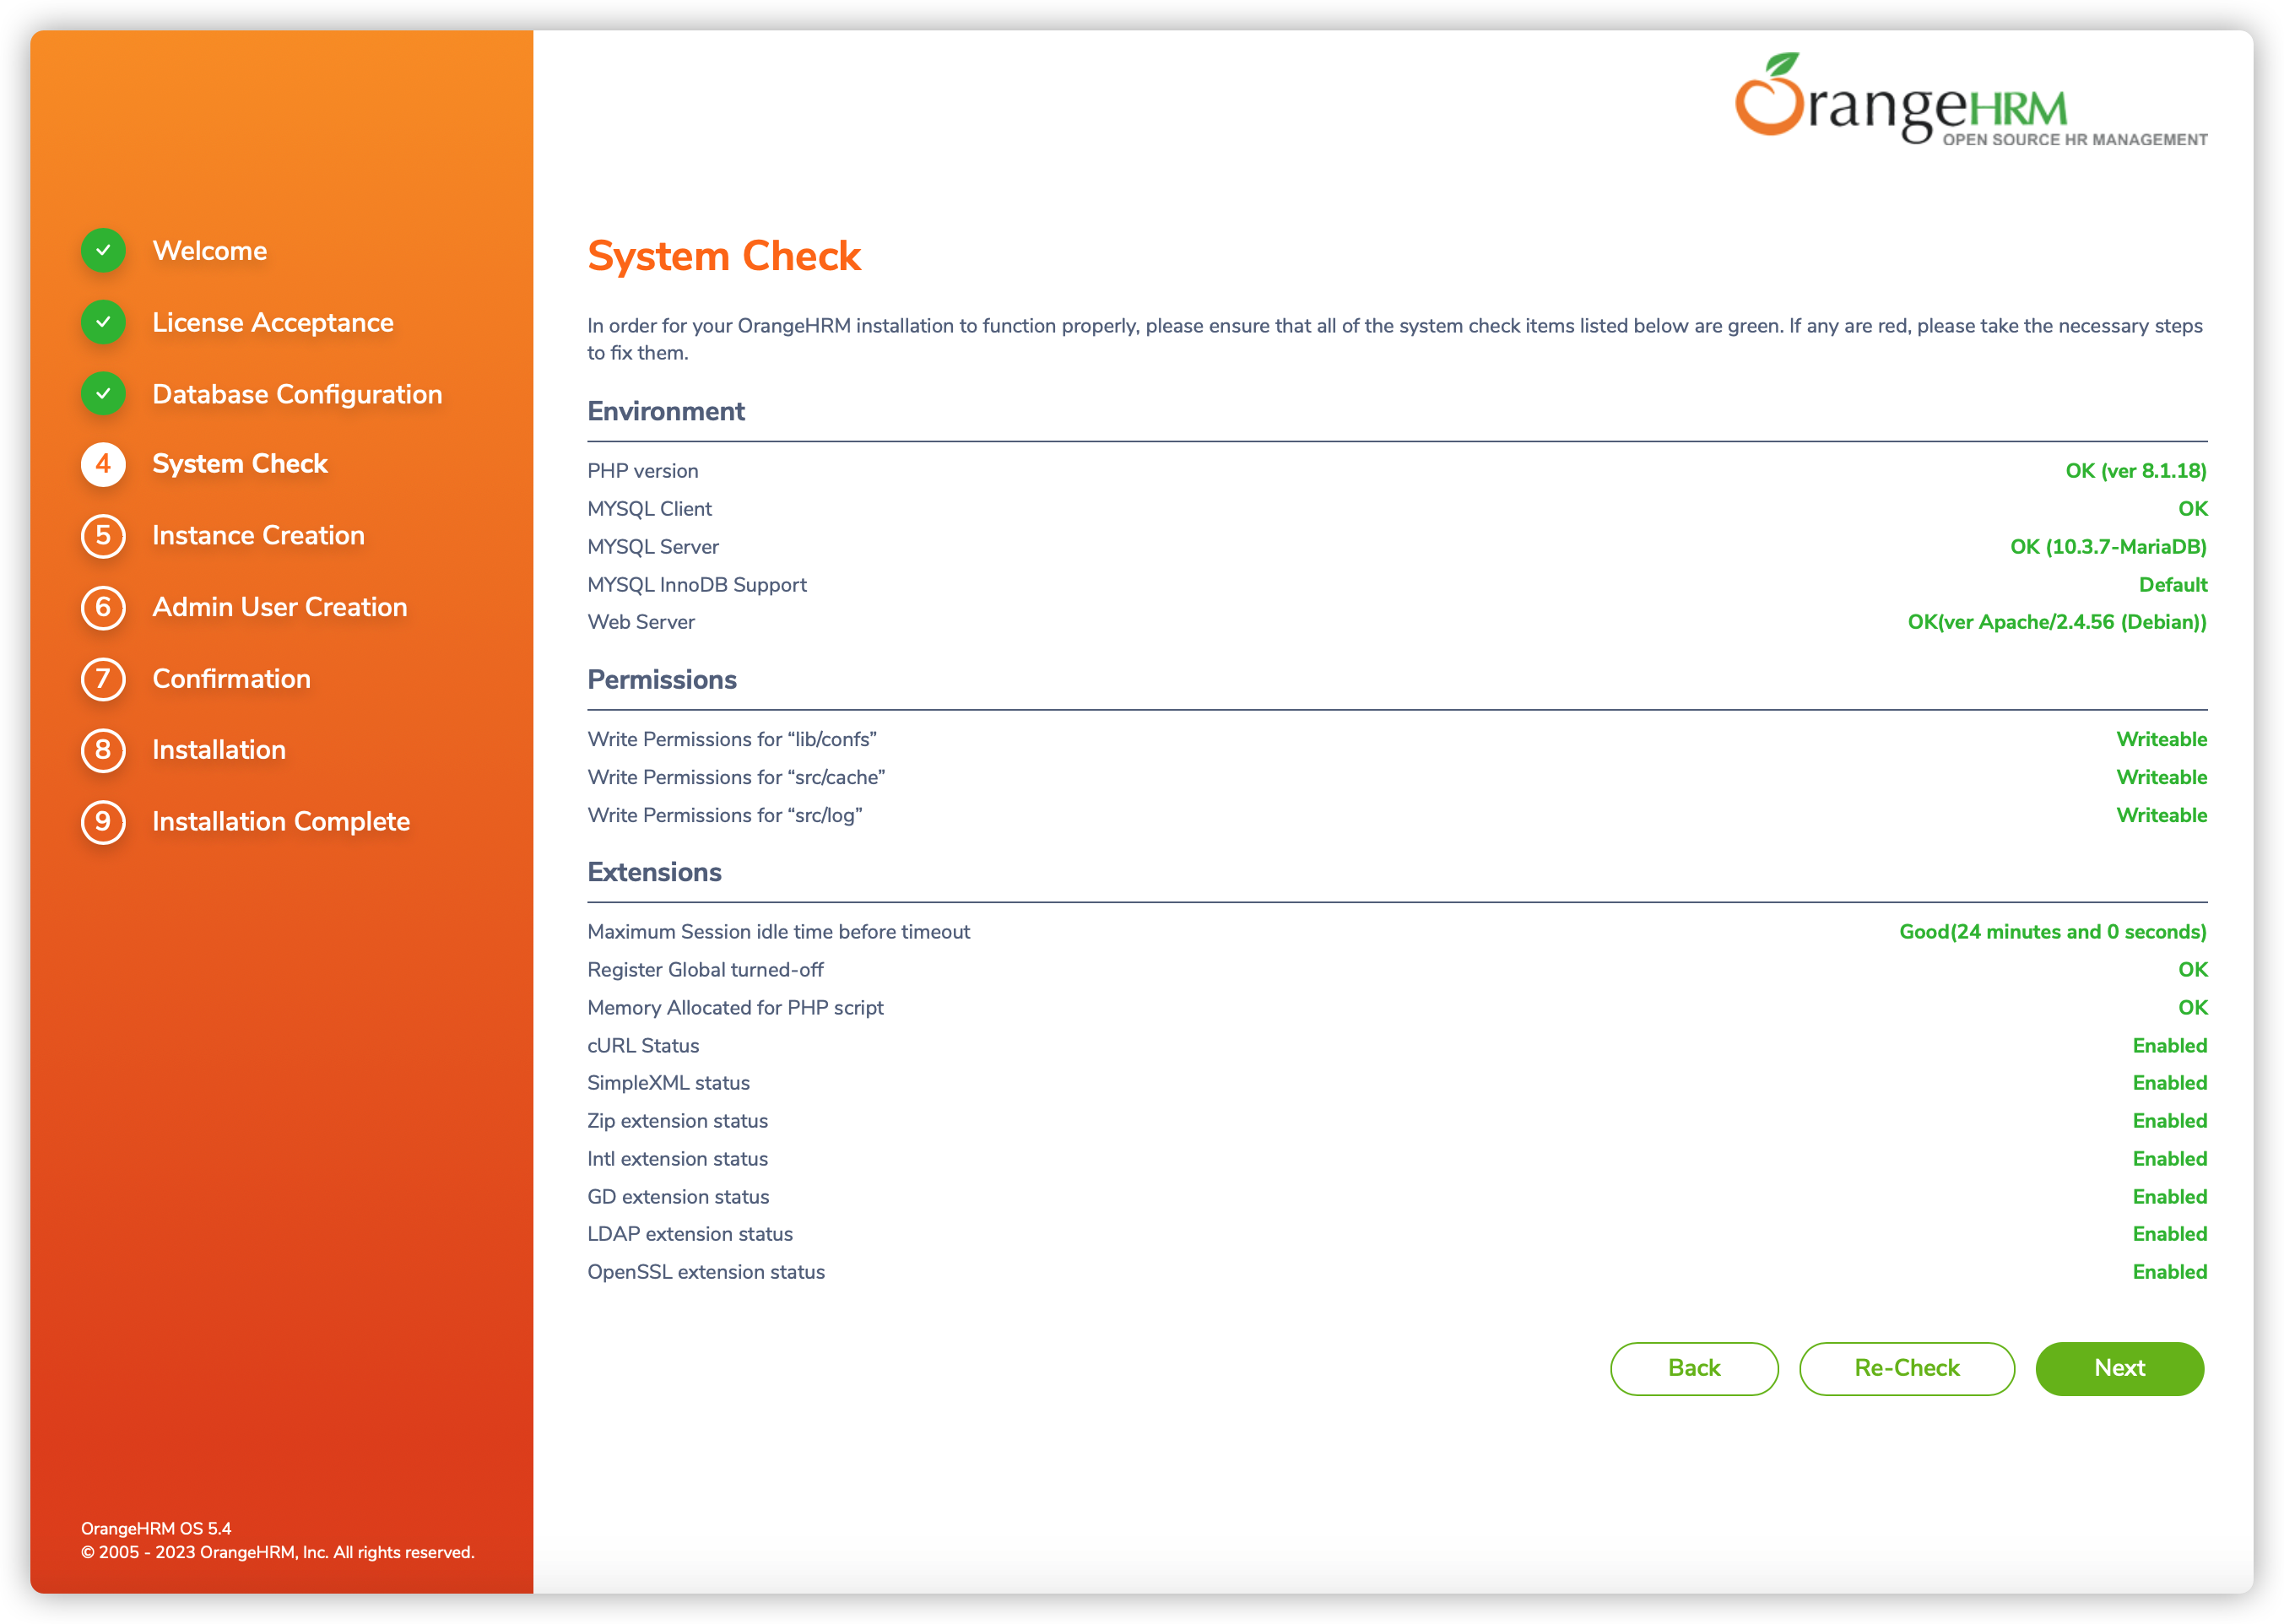 OrangeHRM
OPEN SOURCE HR MANAGEMENT
Welcome
License Acceptance
Database Configuration
4 System Check
5 Instance Creation
6 Admin User Creation
7 Confirmation
8 Installation
9 Installation Complete
OrangeHRM OS 5.4
© 2005 - 2023 OrangeHRM, Inc. All rights reserved.
System Check
In order for your OrangeHRM installation to function properly, please ensure that all of the system check items listed below are green. If any are red, please take the necessary steps
to fix them.
Environment
PHP version OK (ver 8.1.18)
MYSQL Client OK
MYSQL Server OK (10.3.7-MariaDB)
MYSQL InnoDB Support Default
Web Server OK(ver Apache/2.4.56 (Debian))
Permissions
Write Permissions for “lib/confs” Writeable
Write Permissions for “src/cache” Writeable
Write Permissions for “src/log” Writeable
Extensions
Maximum Session idle time before timeout Good(24 minutes and 0 seconds)
Register Global turned-off OK
Memory Allocated for PHP script OK
cURL Status Enabled
SimpleXML status Enabled
Zip extension status Enabled
Intl extension status Enabled
GD extension status Enabled
LDAP extension status Enabled
OpenSSL extension status Enabled
Back Re-Check Next